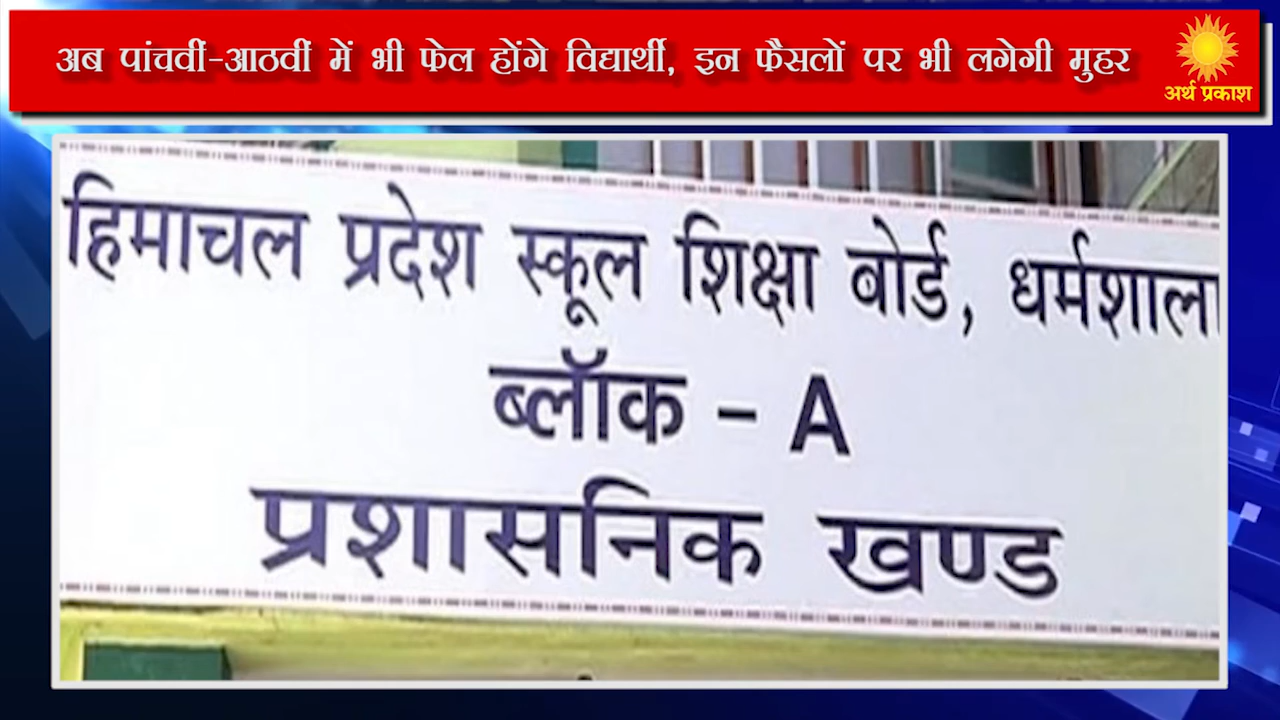 अब पांचवीं-आठवीं में भी फेल होंगे विद्यार्थी, इन फैसलों पर भी लगेगी मुहर
अर्थ प्रकाश
हिमाचल प्रदेश स्कूल शिक्षा बोर्ड, धर्मशाला
ब्लॉक - A
प्रशासनिक खण्ड